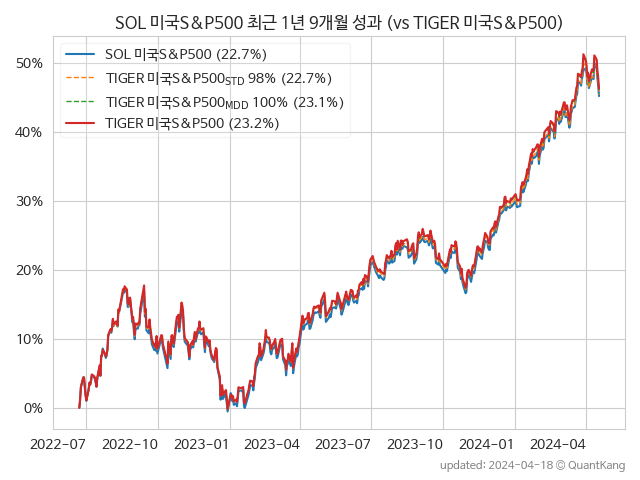 SOL 미국S&P500 최근 1년 9개월 성과 (vs TIGER 미국S&P500)
SOL 미국S&P500 (22.7%)
TIGER 미국S&P500STD 98% (22.7%)
TIGER 미국S&P500MDD 100% (23.1%)
TIGER 미국S&P500 (23.2%)
50%
40%
30%
20%
10%
0%
2022-07 2022-10 2023-01 2023-04 2023-07 2023-10 2024-01 2024-04
updated: 2024-04-18 @ QuantKang